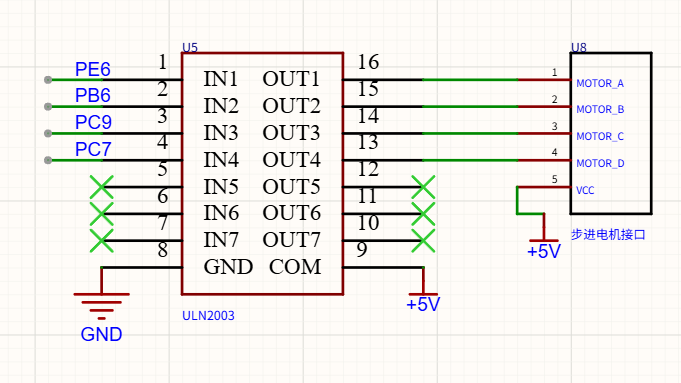 U5
U8
PE6
1
IN1
OUT1
16
1
MOTOR_A
PB6
2
IN2
OUT2
15
2
MOTOR_B
PC9
3
IN3
OUT3
14
3
MOTOR_C
PC7
4
IN4
OUT4
13
4
MOTOR_D
5
IN5
OUT5
12
5
VCC
6
IN6
OUT6
11
7
IN7
OUT7
10
步进电机接口
+5V
8
GND
COM
9
+5V
GND
ULN2003